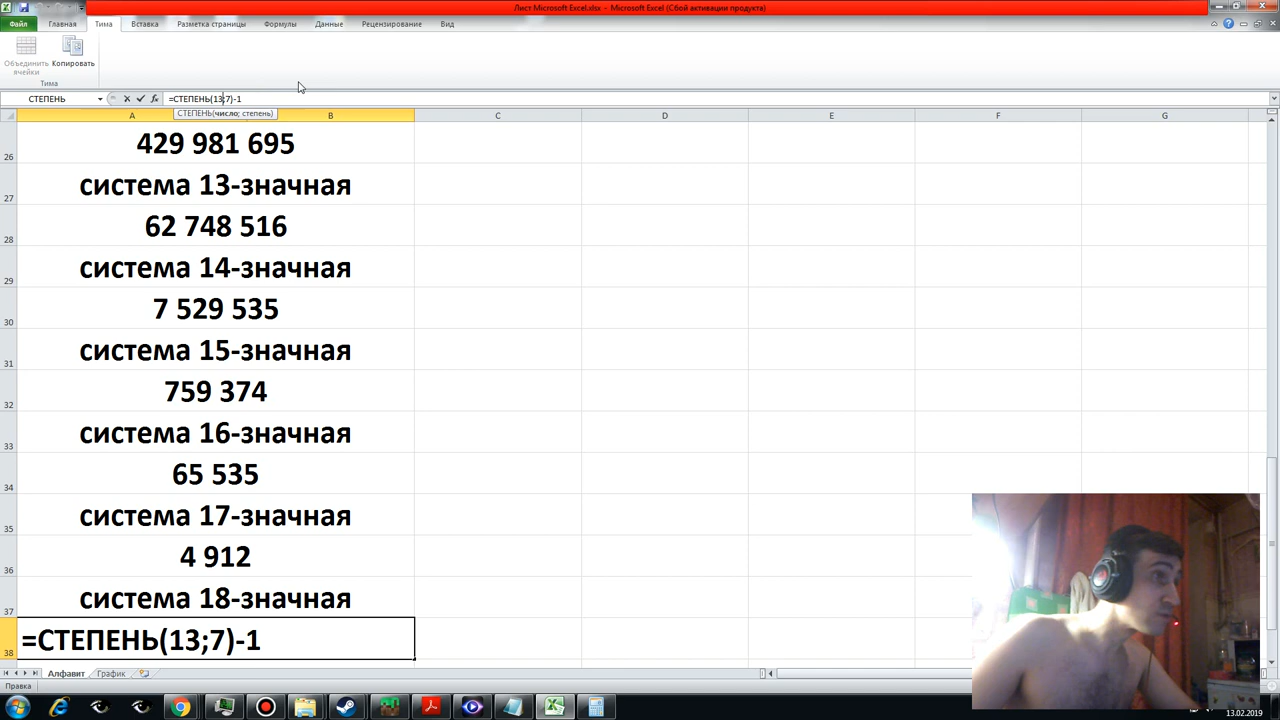 Лист Microsoft Excel.xlsx - Microsoft Excel (Сбой активации продукта)
Файл Главная Тима Вставка Разметка страницы Формулы Данные Рецензирование Вид
Объединить ячейки
Копировать
Тима
СТЕПЕНЬ
=СТЕПЕНЬ(13;7)-1
СТЕПЕНЬ(число; степень)
A B C D E F G
26 429 981 695
27 система 13-значная
28 62 748 516
29 система 14-значная
30 7 529 535
31 система 15-значная
32 759 374
33 система 16-значная
34 65 535
35 система 17-значная
36 4 912
37 система 18-значная
38 =СТЕПЕНЬ(13;7)-1
Алфавит График
Правка
13.02.2019